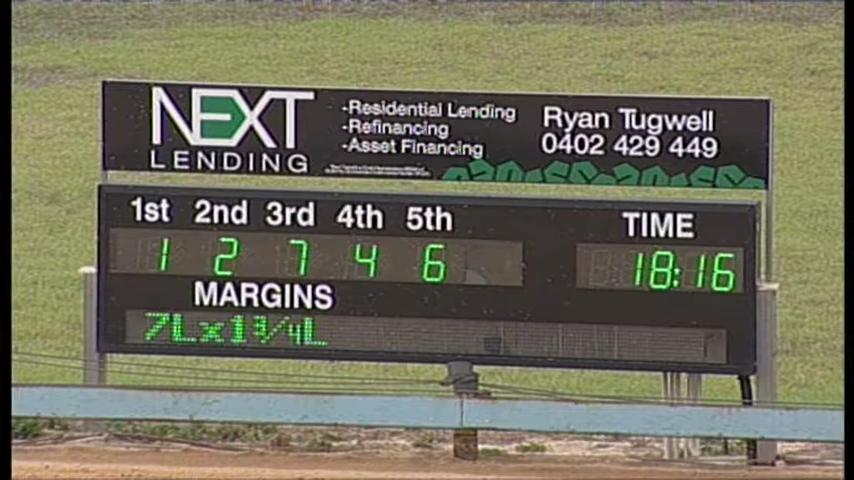 NEXT
LENDING
-Residential Lending
-Refinancing
-Asset Financing
Ryan Tugwell
0402 429 449
1st 2nd 3rd 4th 5th TIME
1 2 7 4 6 18:16
MARGINS
7Lx1¾L